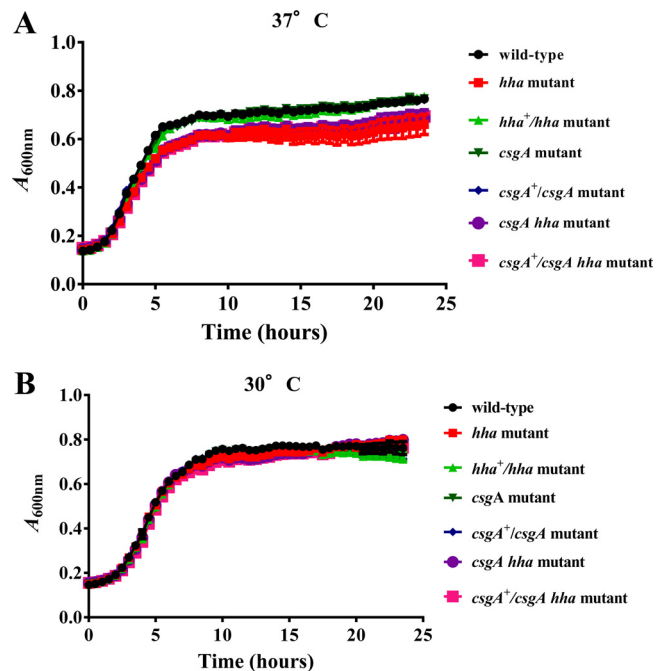 A
37° C
1.0
0.8
0.6
0.4
0.2
0.0
A600nm
0
5
10
15
20
25
Time (hours)
wild-type
hha mutant
hha+/hha mutant
csgA mutant
csgA+/csgA mutant
csgA hha mutant
csgA+/csgA hha mutant
B
30° C
1.0
0.8
0.6
0.4
0.2
0.0
A600nm
0
5
10
15
20
25
Time (hours)
wild-type
hha mutant
hha+/hha mutant
csgA mutant
csgA+/csgA mutant
csgA hha mutant
csgA+/csgA hha mutant